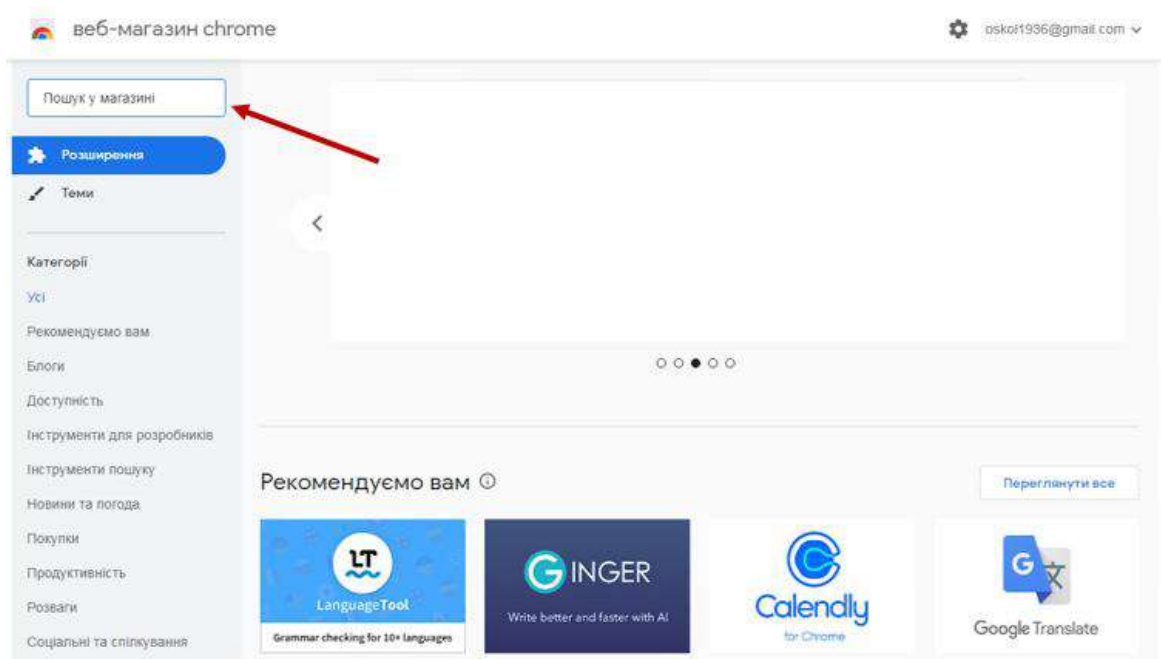 веб-магазин chrome
oskol1936@gmail.com
Пошук у магазині
Розширення
Теми
Категорії
Усі
Рекомендуємо вам
Блоги
Доступність
Інструменти для розробників
Інструменти пошуку
Новини та погода
Покупки
Продуктивність
Розваги
Соціальні та спілкування
Рекомендуємо вам
Переглянути все
LT
LanguageTool
Grammar checking for 10+ languages
GINGER
Write better and faster with AI
Calendly
for Chrome
G 文
Google Translate